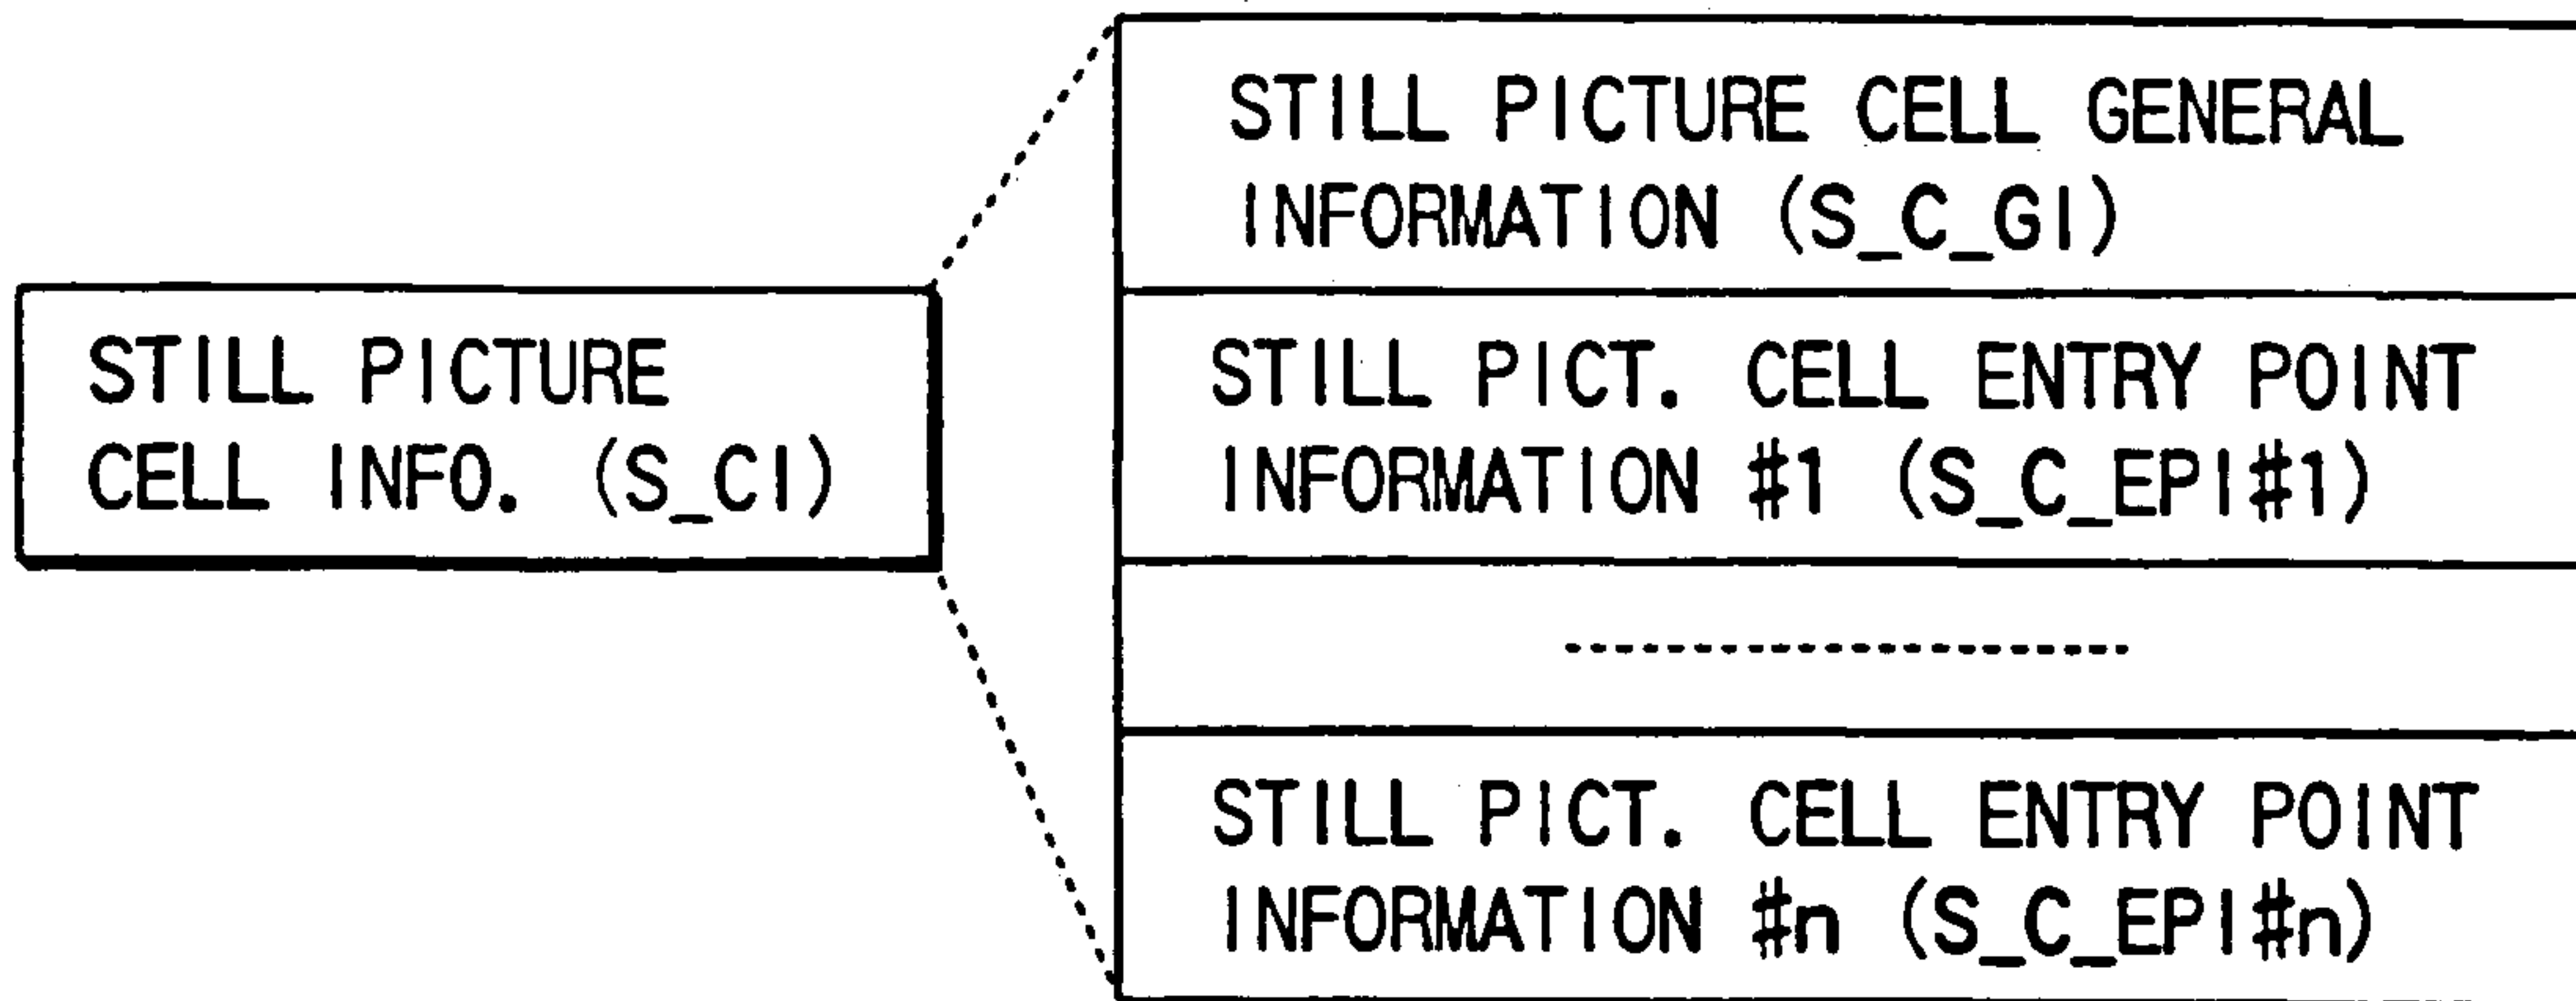 STILL PICTURE
CELL INFO. (S_CI)
STILL PICTURE CELL GENERAL
INFORMATION (S_C_GI)
STILL PICT. CELL ENTRY POINT
INFORMATION #1 (S_C_EPI#1)
STILL PICT. CELL ENTRY POINT
INFORMATION #n (S_C_EPI#n)